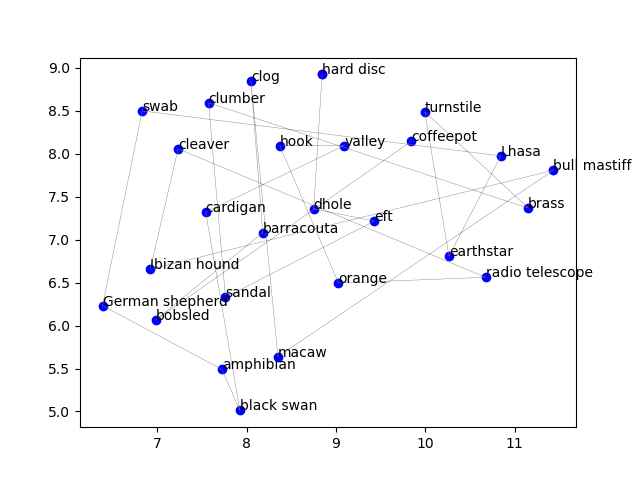 9.0
hard disc
clog
clumber
8.5
swab
turnstile
coffeepot
cleaver
hook
valley
8.0
Lhasa
bull mastiff
7.5
cardigan
dhole
brass
eft
7.0
barracouta
earthstar
Ibizan hound
6.5
orange
radio telescope
sandal
German shepherd
bobsled
6.0
macaw
5.5
amphibian
black swan
5.0
7 8 9 10 11